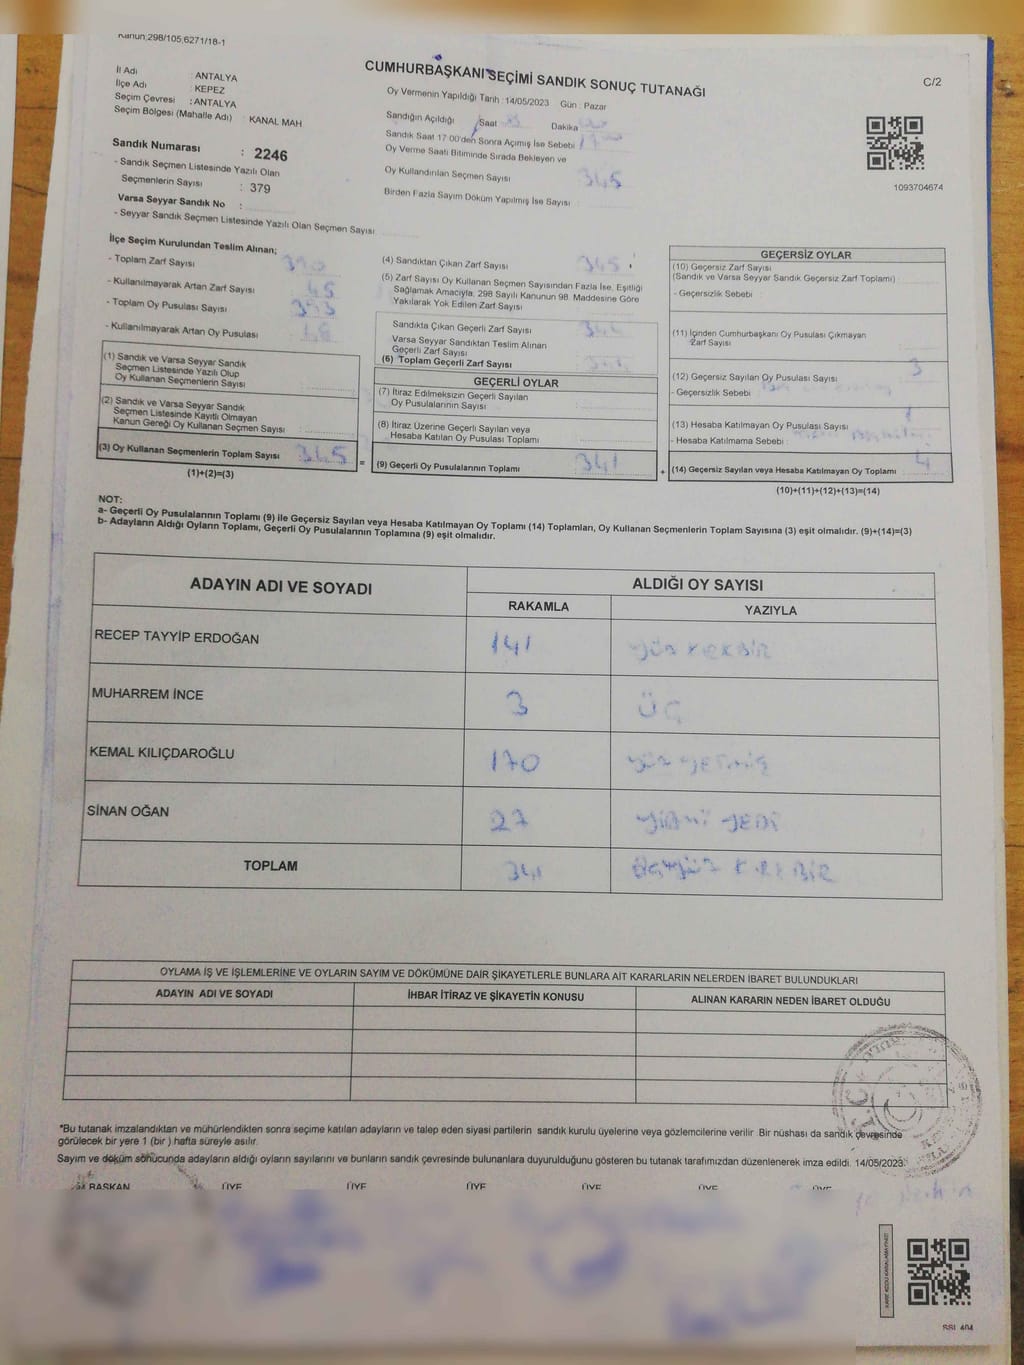 Kanun;298/105,6271/18-1
CUMHURBAŞKANI SEÇİMİ SANDIK SONUÇ TUTANAĞI
C/2
İl Adı : ANTALYA
İlçe Adı : KEPEZ
Seçim Çevresi : ANTALYA
Seçim Bölgesi (Mahalle Adı) : KANAL MAH
Oy Vermenin Yapıldığı Tarih :14/05/2023 Gün : Pazar
Sandığın Açıldığı Saat Dakika
Sandık Saat 17 00'den Sonra Açımış İse Sebebi
Oy Verme Saati Bitiminde Sırada Bekleyen ve
Oy Kullandırılan Seçmen Sayısı 345
Birden Fazla Sayım Döküm Yapılmış İse Sayısı
1093704674
Sandık Numarası : 2246
- Sandık Seçmen Listesinde Yazılı Olan
Seçmenlerin Sayısı : 379
Varsa Seyyar Sandık No :
- Seyyar Sandık Seçmen Listesinde Yazılı Olan Seçmen Sayısı
İlçe Seçim Kurulundan Teslim Alınan;
- Toplam Zarf Sayısı 390
- Kullanılmayarak Artan Zarf Sayısı 45
- Toplam Oy Pusulası Sayısı 393
- Kullanılmayarak Artan Oy Pusulası
(1) Sandık ve Varsa Seyyar Sandık
Seçmen Listesinde Yazılı Olup
Oy Kullanan Seçmenlerin Sayısı
(2) Sandık ve Varsa Seyyar Sandık
Seçmen Listesinde Kayıtlı Olmayan
Kanun Gereği Oy Kullanan Seçmen Sayısı :
(3) Oy Kullanan Seçmenlerin Toplam Sayısı 345
(1)+(2)=(3)
=
(4) Sandıktan Çıkan Zarf Sayısı 345
(5) Zarf Sayısı Oy Kullanan Seçmen Sayısından Fazla İse, Eşitliği
Sağlamak Amacıyla, 298 Sayılı Kanunun 98. Maddesine Göre
Yakılarak Yok Edilen Zarf Sayısı
Sandıkta Çıkan Geçerli Zarf Sayısı
Varsa Seyyar Sandıktan Teslim Alınan
Geçerli Zarf Sayısı
(6) Toplam Geçerli Zarf Sayısı
GEÇERLİ OYLAR
(7) İtiraz Edilmeksizin Geçerli Sayılan
Oy Pusulalarının Sayısı :
(8) İtiraz Üzerine Geçerli Sayılan veya
Hesaba Katılan Oy Pusulası Toplamı :
(9) Geçerli Oy Pusulalarının Toplamı 341
+
GEÇERSİZ OYLAR
(10) Geçersiz Zarf Sayısı
(Sandık ve Varsa Seyyar Sandık Geçersiz Zarf Toplamı)
- Geçersizlik Sebebi
(11) İçinden Cumhurbaşkanı Oy Pusulası Çıkmayan
Zarf Sayısı
(12) Geçersiz Sayılan Oy Pusulası Sayısı 3
- Geçersizlik Sebebi
(13) Hesaba Katılmayan Oy Pusulası Sayısı 1
- Hesaba Katılmama Sebebi :
(14) Geçersiz Sayılan veya Hesaba Katılmayan Oy Toplamı 4
(10)+(11)+(12)+(13)=(14)
NOT:
a- Geçerli Oy Pusulalarının Toplamı (9) ile Geçersiz Sayılan veya Hesaba Katılmayan Oy Toplamı (14) Toplamları, Oy Kullanan Seçmenlerin Toplam Sayısına (3) eşit olmalıdır. (9)+(14)=(3)
b- Adayların Aldığı Oyların Toplamı, Geçerli Oy Pusulalarının Toplamına (9) eşit olmalıdır.
ADAYIN ADI VE SOYADI ALDIĞI OY SAYISI
RAKAMLA YAZIYLA
RECEP TAYYİP ERDOĞAN 141 YÜZ KIRKBİR
MUHARREM İNCE 3 ÜÇ
KEMAL KILIÇDAROĞLU 170 YÜZ YETMİŞ
SİNAN OĞAN 27 YİRMİ YEDİ
TOPLAM 341 ÜÇYÜZ KIRKBİR
OYLAMA İŞ VE İŞLEMLERİNE VE OYLARIN SAYIM VE DÖKÜMÜNE DAİR ŞİKAYETLERLE BUNLARA AİT KARARLARIN NELERDEN İBARET BULUNDUKLARI
ADAYIN ADI VE SOYADI İHBAR İTİRAZ VE ŞİKAYETİN KONUSU ALINAN KARARIN NEDEN İBARET OLDUĞU
*Bu tutanak imzalandıktan ve mühürlendikten sonra seçime katılan adayların ve talep eden siyasi partilerin sandık kurulu üyelerine veya gözlemcilerine verilir .Bir nüshası da sandık çevresinde
görülecek bir yere 1 (bir ) hafta süreyle asılır.
Sayım ve döküm sonucunda adayların aldığı oyların sayılarını ve bunların sandık çevresinde bulunanlara duyurulduğunu gösteren bu tutanak tarafımızdan düzenlenerek imza edildi. 14/05/2023.
BAŞKAN ÜYE ÜYE ÜYE ÜYE ÜYE ÜYE